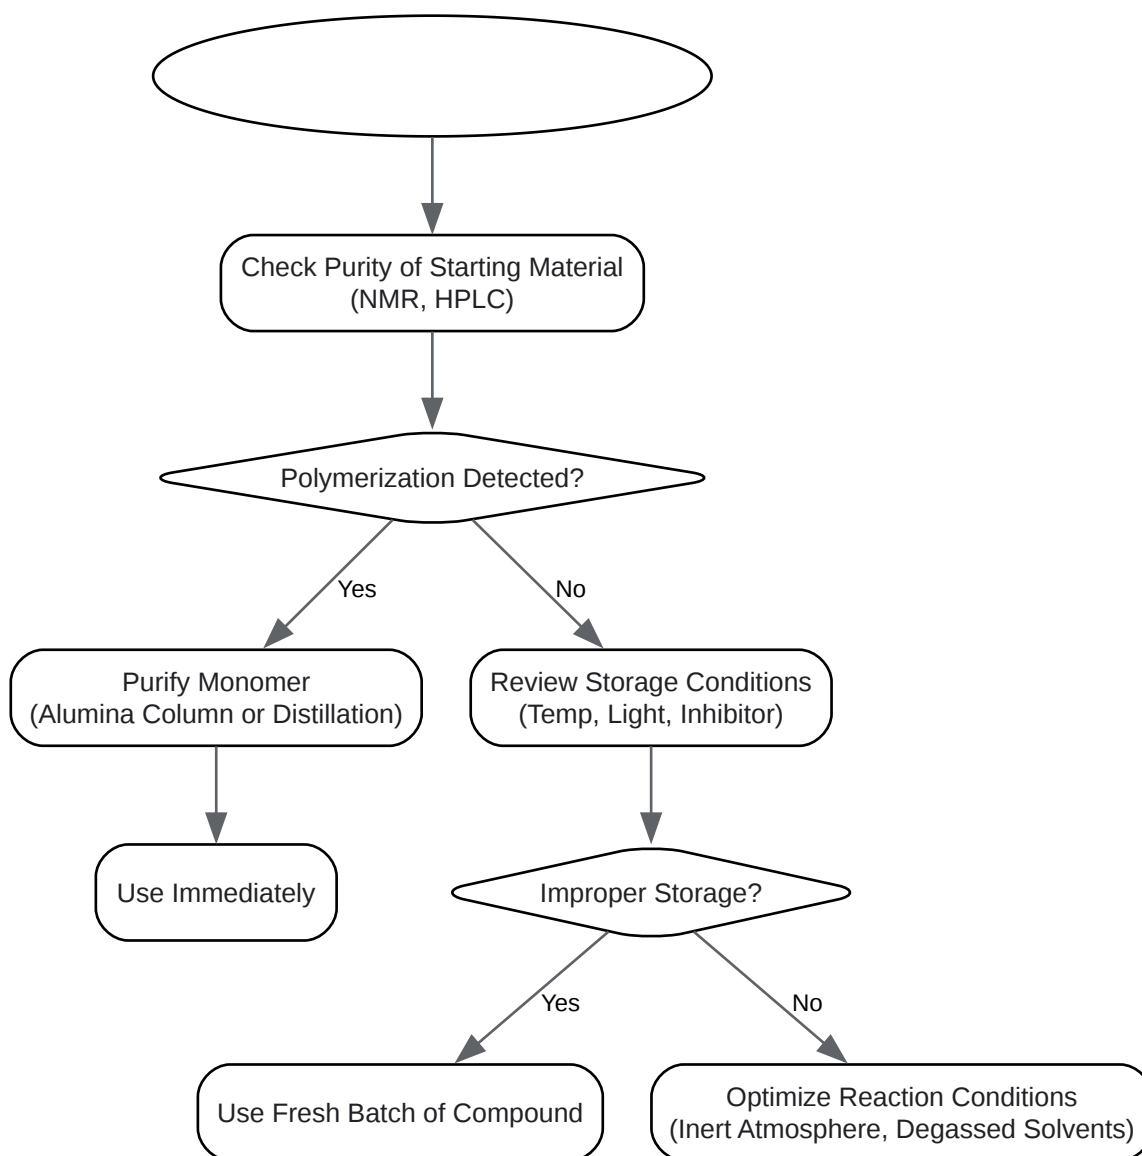 Check Purity of Starting Material
(NMR, HPLC)
Polymerization Detected?
Yes
No
Purify Monomer
(Alumina Column or Distillation)
Review Storage Conditions
(Temp, Light, Inhibitor)
Use Immediately
Improper Storage?
Yes
No
Use Fresh Batch of Compound
Optimize Reaction Conditions
(Inert Atmosphere, Degassed Solvents)